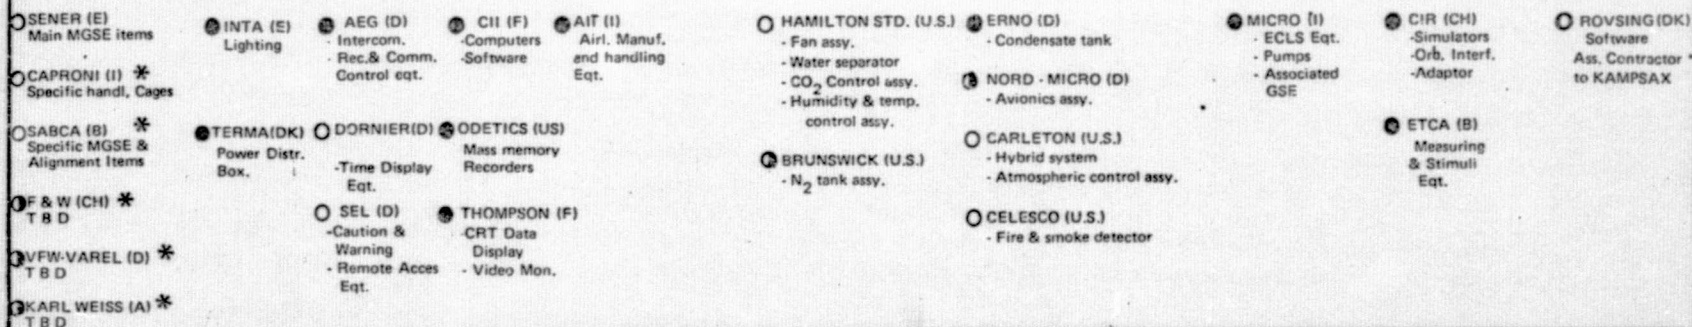 SENER (E)
Main MGSE items
CAPRONI (I) *
Specific handl, Cages
SABCA (B) *
Specific MGSE &
Alignment Items
F & W (CH) *
T B D
VFW-VAREL (D) *
T B D
KARL WEISS (A) *
T B D
INTA (E)
Lighting
TERMA (DK)
Power Distr.
Box.
AEG (D)
- Intercom.
- Rec.& Comm.
Control eqt.
DORNIER(D)
-Time Display
Eqt.
SEL (D)
-Caution &
Warning
- Remote Acces
Eqt.
CII (F)
-Computers
-Software
ODETICS (US)
Mass memory
Recorders
THOMPSON (F)
-CRT Data
Display
- Video Mon.
AIT (I)
Airl. Manuf.
and handling
Eqt.
HAMILTON STD. (U.S.)
- Fan assy.
- Water separator
- CO2 Control assy.
- Humidity & temp.
control assy.
BRUNSWICK (U.S.)
- N2 tank assy.
ERNO (D)
- Condensate tank
NORD - MICRO (D)
- Avionics assy.
CARLETON (U.S.)
- Hybrid system
- Atmospheric control assy.
CELESCO (U.S.)
- Fire & smoke detector
MICRO (I)
- ECLS Eqt.
- Pumps
- Associated
GSE
CIR (CH)
-Simulators
-Orb. Interf.
-Adaptor
ETCA (B)
Measuring
& Stimuli
Eqt.
ROVSING (DK)
Software
Ass. Contractor
to KAMPSAX